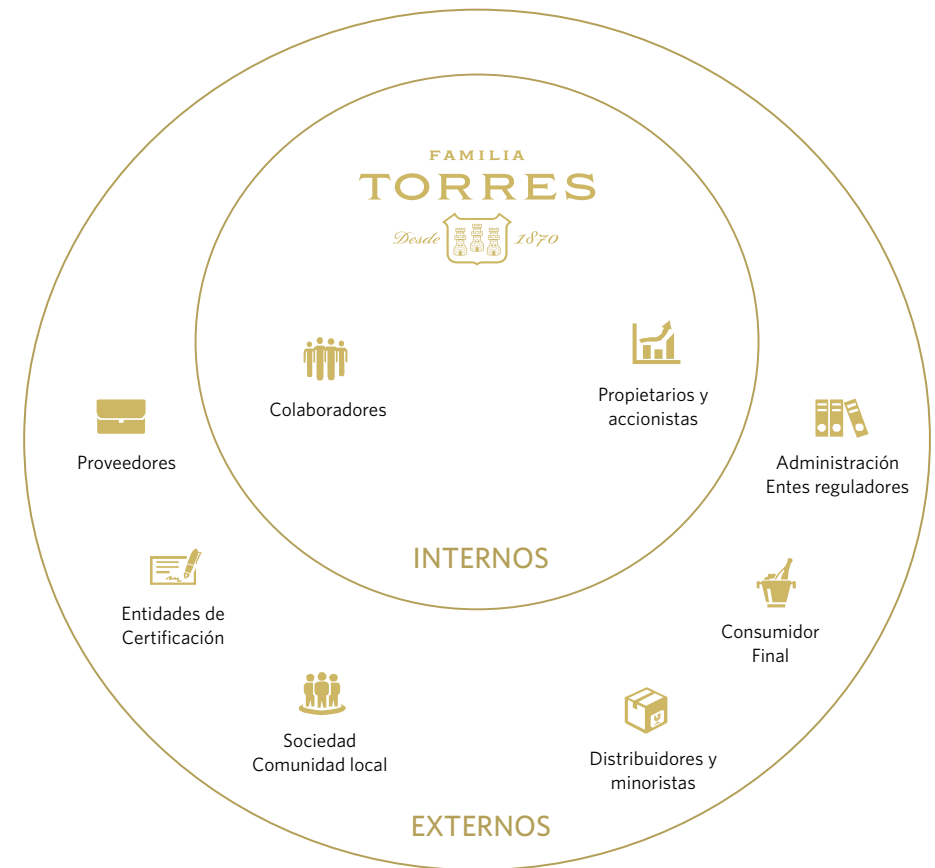 FAMILIA
TORRES
Desde 1870
Colaboradores
Propietarios y
accionistas
Proveedores
Administración
Entes reguladores
INTERNOS
Entidades de
Certificación
Consumidor
Final
Sociedad
Comunidad local
Distribuidores y
minoristas
EXTERNOS